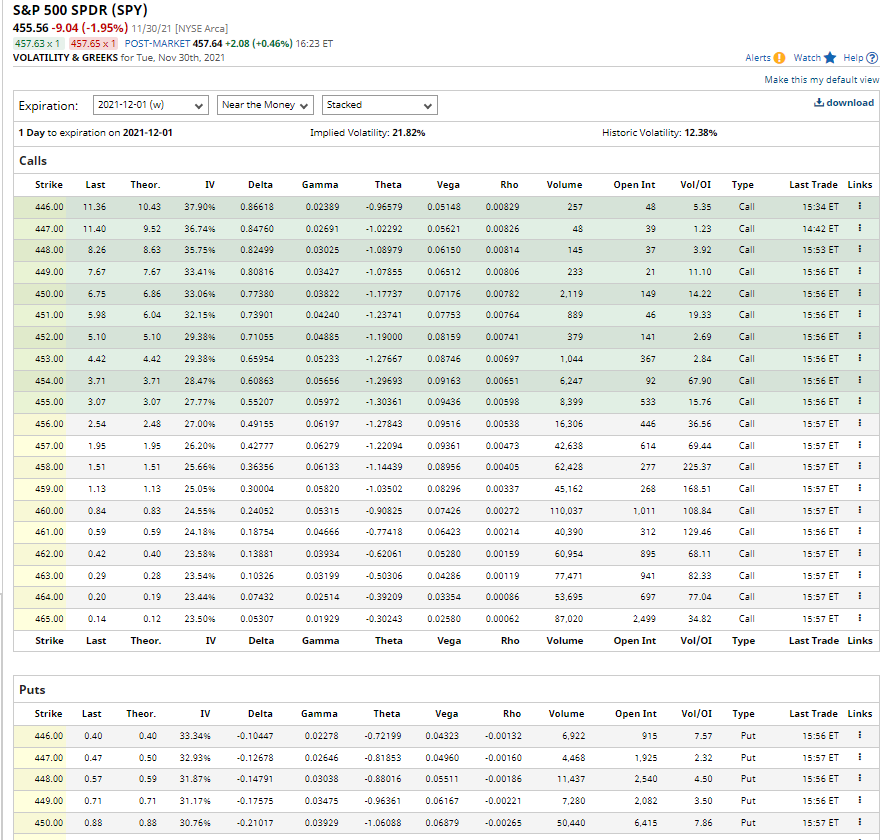 S&P 500 SPDR (SPY)
455.56 -9.04 (-1.95%) 11/30/21 [NYSE Arca]
457.63 x 1 457.65 x 1 POST-MARKET 457.64 +2.08 (+0.46%) 16:23 ET
VOLATILITY & GREEKS for Tue, Nov 30th, 2021
Alerts Watch Help
Make this my default view
Expiration: 2021-12-01 (w) Near the Money Stacked download
1 Day to expiration on 2021-12-01 Implied Volatility: 21.82% Historic Volatility: 12.38%
Calls
Strike Last Theor. IV Delta Gamma Theta Vega Rho Volume Open Int Vol/OI Type Last Trade Links
446.00 11.36 10.43 37.90% 0.86618 0.02389 -0.96579 0.05148 0.00829 257 48 5.35 Call 15:34 ET
447.00 11.40 9.52 36.74% 0.84760 0.02691 -1.02292 0.05621 0.00826 48 39 1.23 Call 14:42 ET
448.00 8.26 8.63 35.75% 0.82499 0.03025 -1.08979 0.06150 0.00814 145 37 3.92 Call 15:53 ET
449.00 7.67 7.67 33.41% 0.80816 0.03427 -1.07855 0.06512 0.00806 233 21 11.10 Call 15:56 ET
450.00 6.75 6.86 33.06% 0.77380 0.03822 -1.17737 0.07176 0.00782 2,119 149 14.22 Call 15:56 ET
451.00 5.98 6.04 32.15% 0.73901 0.04240 -1.23741 0.07753 0.00764 889 46 19.33 Call 15:56 ET
452.00 5.10 5.10 29.38% 0.71055 0.04885 -1.19000 0.08159 0.00741 379 141 2.69 Call 15:56 ET
453.00 4.42 4.42 29.38% 0.65954 0.05233 -1.27667 0.08746 0.00697 1,044 367 2.84 Call 15:56 ET
454.00 3.71 3.71 28.47% 0.60863 0.05656 -1.29693 0.09163 0.00651 6,247 92 67.90 Call 15:56 ET
455.00 3.07 3.07 27.77% 0.55207 0.05972 -1.30361 0.09436 0.00598 8,399 533 15.76 Call 15:56 ET
456.00 2.54 2.48 27.00% 0.49155 0.06197 -1.27843 0.09516 0.00538 16,306 446 36.56 Call 15:57 ET
457.00 1.95 1.95 26.20% 0.42777 0.06279 -1.22094 0.09361 0.00473 42,638 614 69.44 Call 15:57 ET
458.00 1.51 1.51 25.66% 0.36356 0.06133 -1.14439 0.08956 0.00405 62,428 277 225.37 Call 15:57 ET
459.00 1.13 1.13 25.05% 0.30004 0.05820 -1.03502 0.08296 0.00337 45,162 268 168.51 Call 15:57 ET
460.00 0.84 0.83 24.55% 0.24052 0.05315 -0.90825 0.07426 0.00272 110,037 1,011 108.84 Call 15:57 ET
461.00 0.59 0.59 24.18% 0.18754 0.04666 -0.77418 0.06423 0.00214 40,390 312 129.46 Call 15:56 ET
462.00 0.42 0.40 23.58% 0.13881 0.03934 -0.62061 0.05280 0.00159 60,954 895 68.11 Call 15:57 ET
463.00 0.29 0.28 23.54% 0.10326 0.03199 -0.50306 0.04286 0.00119 77,471 941 82.33 Call 15:57 ET
464.00 0.20 0.19 23.44% 0.07432 0.02514 -0.39209 0.03354 0.00086 53,695 697 77.04 Call 15:57 ET
465.00 0.14 0.12 23.50% 0.05307 0.01929 -0.30243 0.02580 0.00062 87,020 2,499 34.82 Call 15:57 ET
Strike Last Theor. IV Delta Gamma Theta Vega Rho Volume Open Int Vol/OI Type Last Trade Links
Puts
Strike Last Theor. IV Delta Gamma Theta Vega Rho Volume Open Int Vol/OI Type Last Trade Links
446.00 0.40 0.40 33.34% -0.10447 0.02278 -0.72199 0.04323 -0.00132 6,922 915 7.57 Put 15:56 ET
447.00 0.47 0.50 32.93% -0.12678 0.02646 -0.81853 0.04960 -0.00160 4,468 1,925 2.32 Put 15:57 ET
448.00 0.57 0.59 31.87% -0.14791 0.03038 -0.88016 0.05511 -0.00186 11,437 2,540 4.50 Put 15:56 ET
449.00 0.71 0.71 31.17% -0.17575 0.03475 -0.96361 0.06167 -0.00221 7,280 2,082 3.50 Put 15:56 ET
450.00 0.88 0.88 30.76% -0.21017 0.03929 -1.06088 0.06879 -0.00265 50,440 6,415 7.86 Put 15:57 ET